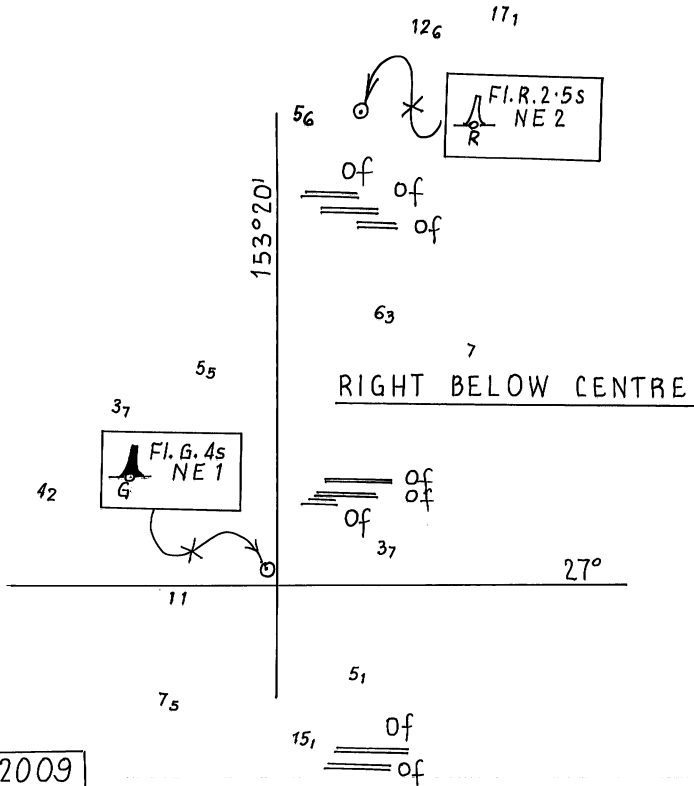 17₁
12₆
5₆
Fl.R.2·5s
NE 2
R
Of
Of
Of
153°20'
6₃
7
5₅
RIGHT BELOW CENTRE
3₇
Fl.G.4s
NE 1
G
4₂
Of
Of
Of
3₇
27°
11
5₁
7₅
15₁
Of
Of
2009